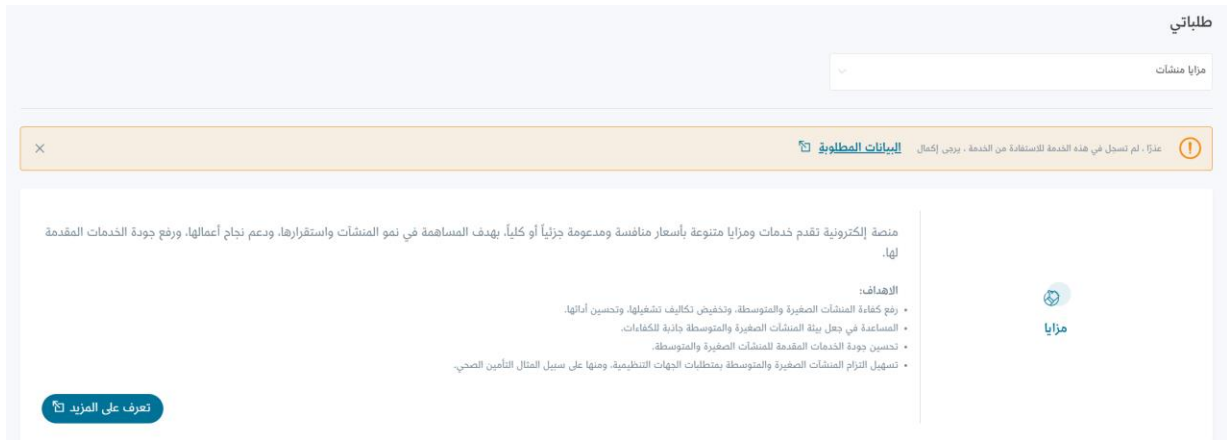 طلباتي
مزايا منشآت
عذرًا ، لم تسجل في هذه الخدمة للاستفادة من الخدمة ، يرجى إكمال البيانات المطلوبة
منصة إلكترونية تقدم خدمات ومزايا متنوعة بأسعار منافسة ومدعومة جزئياً أو كلياً، بهدف المساهمة في نمو المنشآت واستقرارها، ودعم نجاح أعمالها، ورفع جودة الخدمات المقدمة
لها.
مزايا
الاهداف:
• رفع كفاءة المنشآت الصغيرة والمتوسطة، وتخفيض تكاليف تشغيلها، وتحسين أدائها.
• المساعدة في جعل بيئة المنشآت الصغيرة والمتوسطة جاذبة للكفاءات.
• تحسين جودة الخدمات المقدمة للمنشآت الصغيرة والمتوسطة.
• تسهيل التزام المنشآت الصغيرة والمتوسطة بمتطلبات الجهات التنظيمية، ومنها على سبيل المثال التأمين الصحي.
تعرف على المزيد